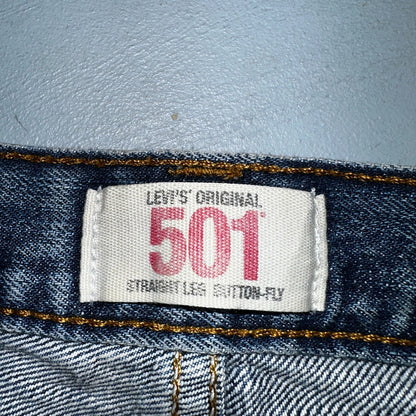 LEVI'S® ORIGINAL
501®
STRAIGHT LEG BUTTON-FLY